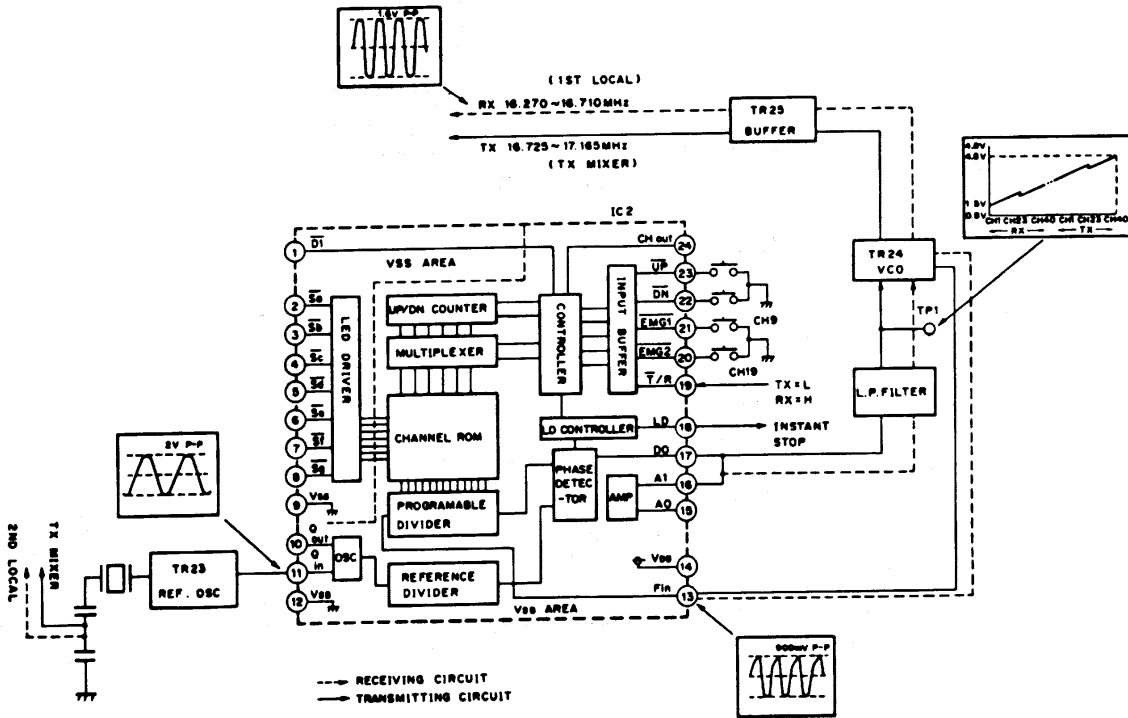 1.6V P-P
(1ST LOCAL)
RX 16.270~16.710MHz
TX 16.725~17.165MHz
(TX MIXER)
TR25
BUFFER
4.8V
1.5V
0.5V
CH1 CH23 CH40 CH1 CH23 CH40
RX TX
TR24
VCO
TP1
L.P.FILTER
IC2
1
D1
VSS AREA
CH out
24
2
Sa
3
Sb
4
Sc
5
Sd
6
Se
7
Sf
8
Sg
9
Vss
10
Q
out
11
Q
in
12
Vss
LED DRIVER
UP/DN COUNTER
MULTIPLEXER
CHANNEL ROM
PROGRAMABLE
DIVIDER
OSC
REFERENCE
DIVIDER
Vss AREA
CONTROLLER
INPUT BUFFER
UP
23
DN
22
EMG1
21
EMG2
20
T/R
19
CH9
CH19
TX=L
RX=H
LD CONTROLLER
LD
18
INSTANT
STOP
PHASE
DETEC
-TOR
DO
17
AMP
A1
16
AO
15
VDD
14
Fin
13
2V P-P
900mV P-P
2ND LOCAL
TX MIXER
TR23
REF. OSC
RECEIVING CIRCUIT
TRANSMITTING CIRCUIT